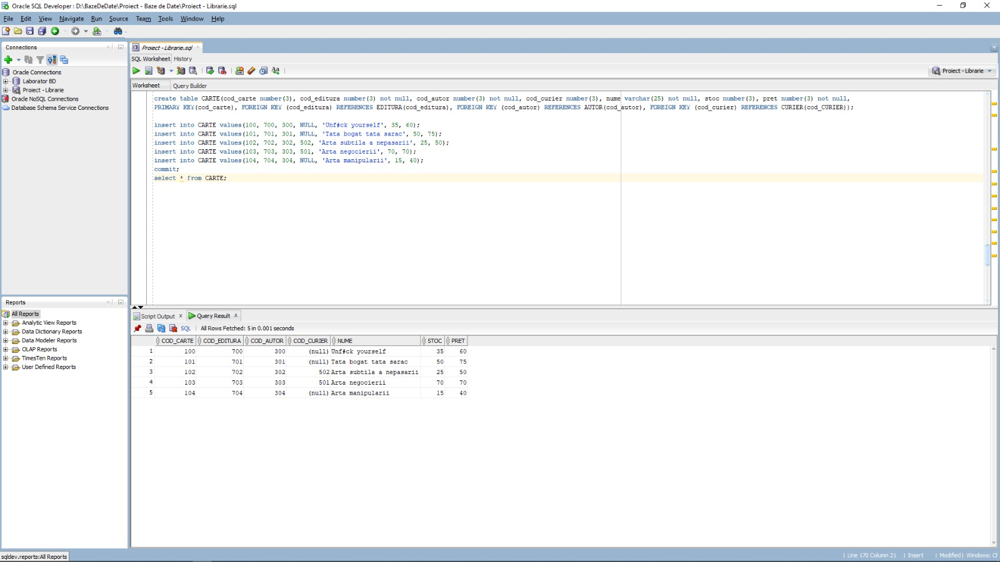 Oracle SQL Developer : D:\BazeDeDate\Proiect - Baze de Date\Proiect - Librarie.sql
File Edit View Navigate Run Source Team Tools Window Help
Connections
Oracle Connections
Laborator BD
Proiect - Librarie
Oracle NoSQL Connections
Database Schema Service Connections
Reports
All Reports
Analytic View Reports
Data Dictionary Reports
Data Modeler Reports
OLAP Reports
TimesTen Reports
User Defined Reports
Proiect - Librarie.sql
SQL Worksheet History
Proiect - Librarie
Worksheet Query Builder
create table CARTE(cod_carte number(3), cod_editura number(3) not null, cod_autor number(3) not null, cod_curier number(3), nume varchar(25) not null, stoc number(3), pret number(3) not null,
PRIMARY KEY(cod_carte), FOREIGN KEY (cod_editura) REFERENCES EDITURA(cod_editura), FOREIGN KEY (cod_autor) REFERENCES AUTOR(cod_autor), FOREIGN KEY (cod_curier) REFERENCES CURIER(cod_CURIER));
insert into CARTE values(100, 700, 300, NULL, 'Unf#ck yourself', 35, 60);
insert into CARTE values(101, 701, 301, NULL, 'Tata bogat tata sarac', 50, 75);
insert into CARTE values(102, 702, 302, 502, 'Arta subtila a nepasarii', 25, 50);
insert into CARTE values(103, 703, 303, 501, 'Arta negocierii', 70, 70);
insert into CARTE values(104, 704, 304, NULL, 'Arta manipularii', 15, 40);
commit;
select * from CARTE;
Script Output Query Result
SQL All Rows Fetched: 5 in 0.001 seconds
COD_CARTE COD_EDITURA COD_AUTOR COD_CURIER NUME STOC PRET
1 100 700 300 (null) Unf#ck yourself 35 60
2 101 701 301 (null) Tata bogat tata sarac 50 75
3 102 702 302 502 Arta subtila a nepasarii 25 50
4 103 703 303 501 Arta negocierii 70 70
5 104 704 304 (null) Arta manipularii 15 40
sqldev.reports:All Reports
Line 170 Column 21 | Insert | Modified | Windows: CF